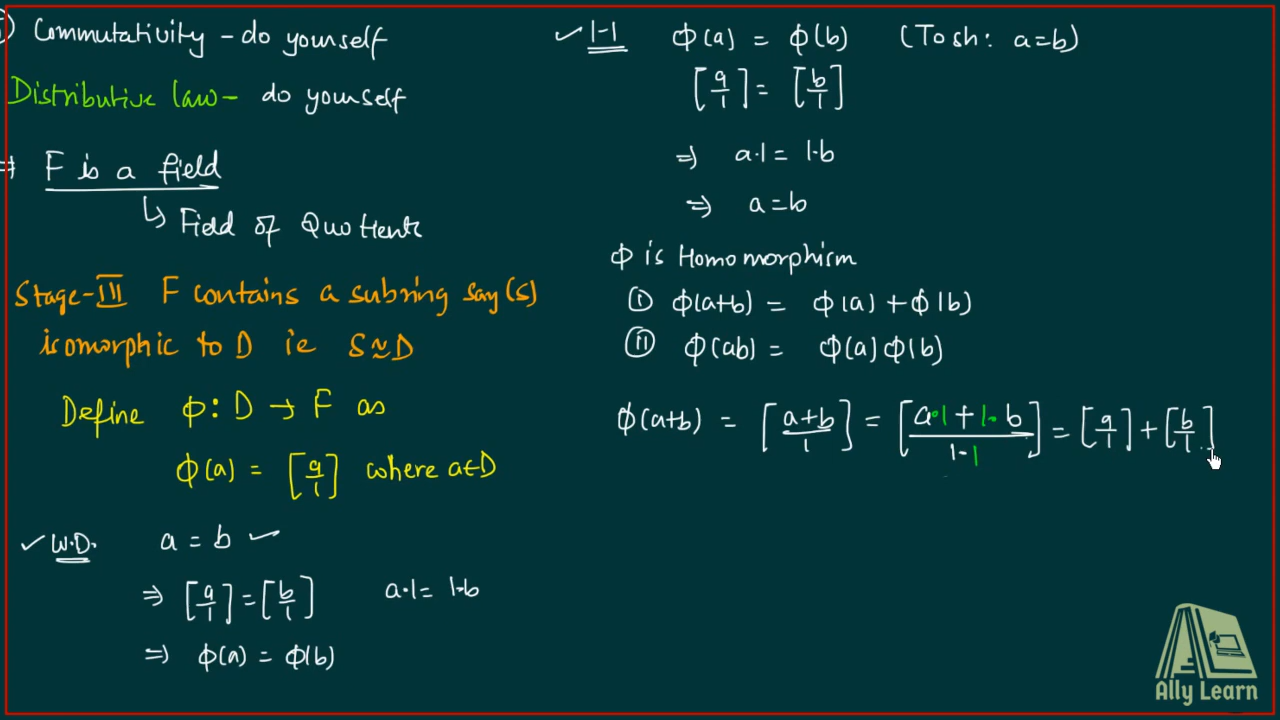 ) Commutativity - do yourself
Distributive law - do yourself
⇒ F is a field
↳ Field of Quotients
Stage-III F contains a subring say (s)
isomorphic to D ie S≈D
Define φ : D → F as
φ(a) = [a/1] where a∈D
✓ W.D. a = b ✓
⇒ [a/1] = [b/1] a·1 = 1·b
⇒ φ(a) = φ(b)
✓ 1-1 φ(a) = φ(b) (To sh: a=b)
[a/1] = [b/1]
⇒ a·1 = 1·b
⇒ a = b
φ is Homomorphism
(i) φ(a+b) = φ(a) + φ(b)
(ii) φ(ab) = φ(a) φ(b)
φ(a+b) = [a+b/1] = [a·1 + 1·b/1·1] = [a/1] + [b/1]
Ally Learn